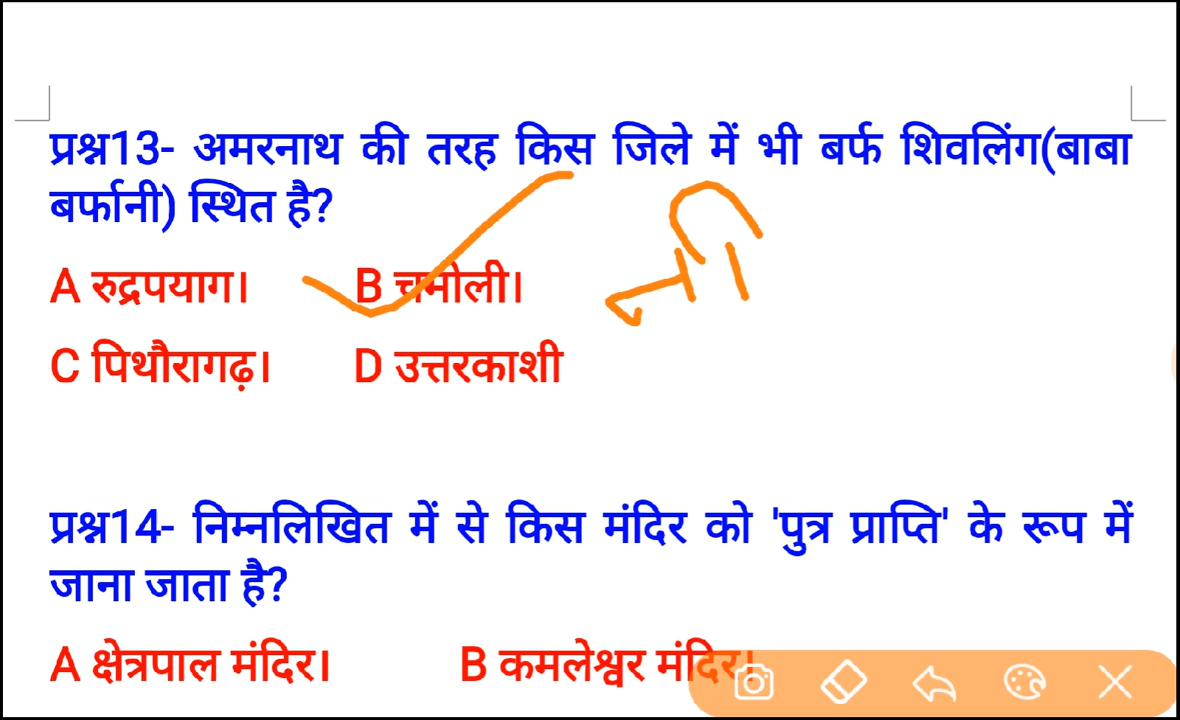 प्रश्न13- अमरनाथ की तरह किस जिले में भी बर्फ शिवलिंग(बाबा
बर्फानी) स्थित है?
A रुद्रपयाग। B चमोली।
C पिथौरागढ़। D उत्तरकाशी
प्रश्न14- निम्नलिखित में से किस मंदिर को 'पुत्र प्राप्ति' के रूप में
जाना जाता है?
A क्षेत्रपाल मंदिर। B कमलेश्वर मंदिर।